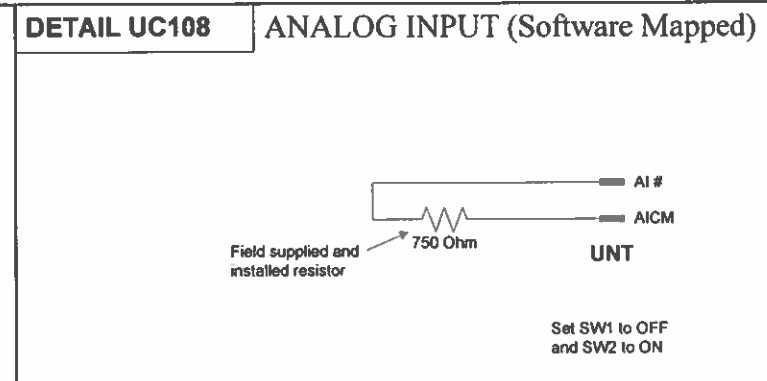 DETAIL UC108
ANALOG INPUT (Software Mapped)
AI #
AICM
750 Ohm
Field supplied and
installed resistor
UNT
Set SW1 to OFF
and SW2 to ON